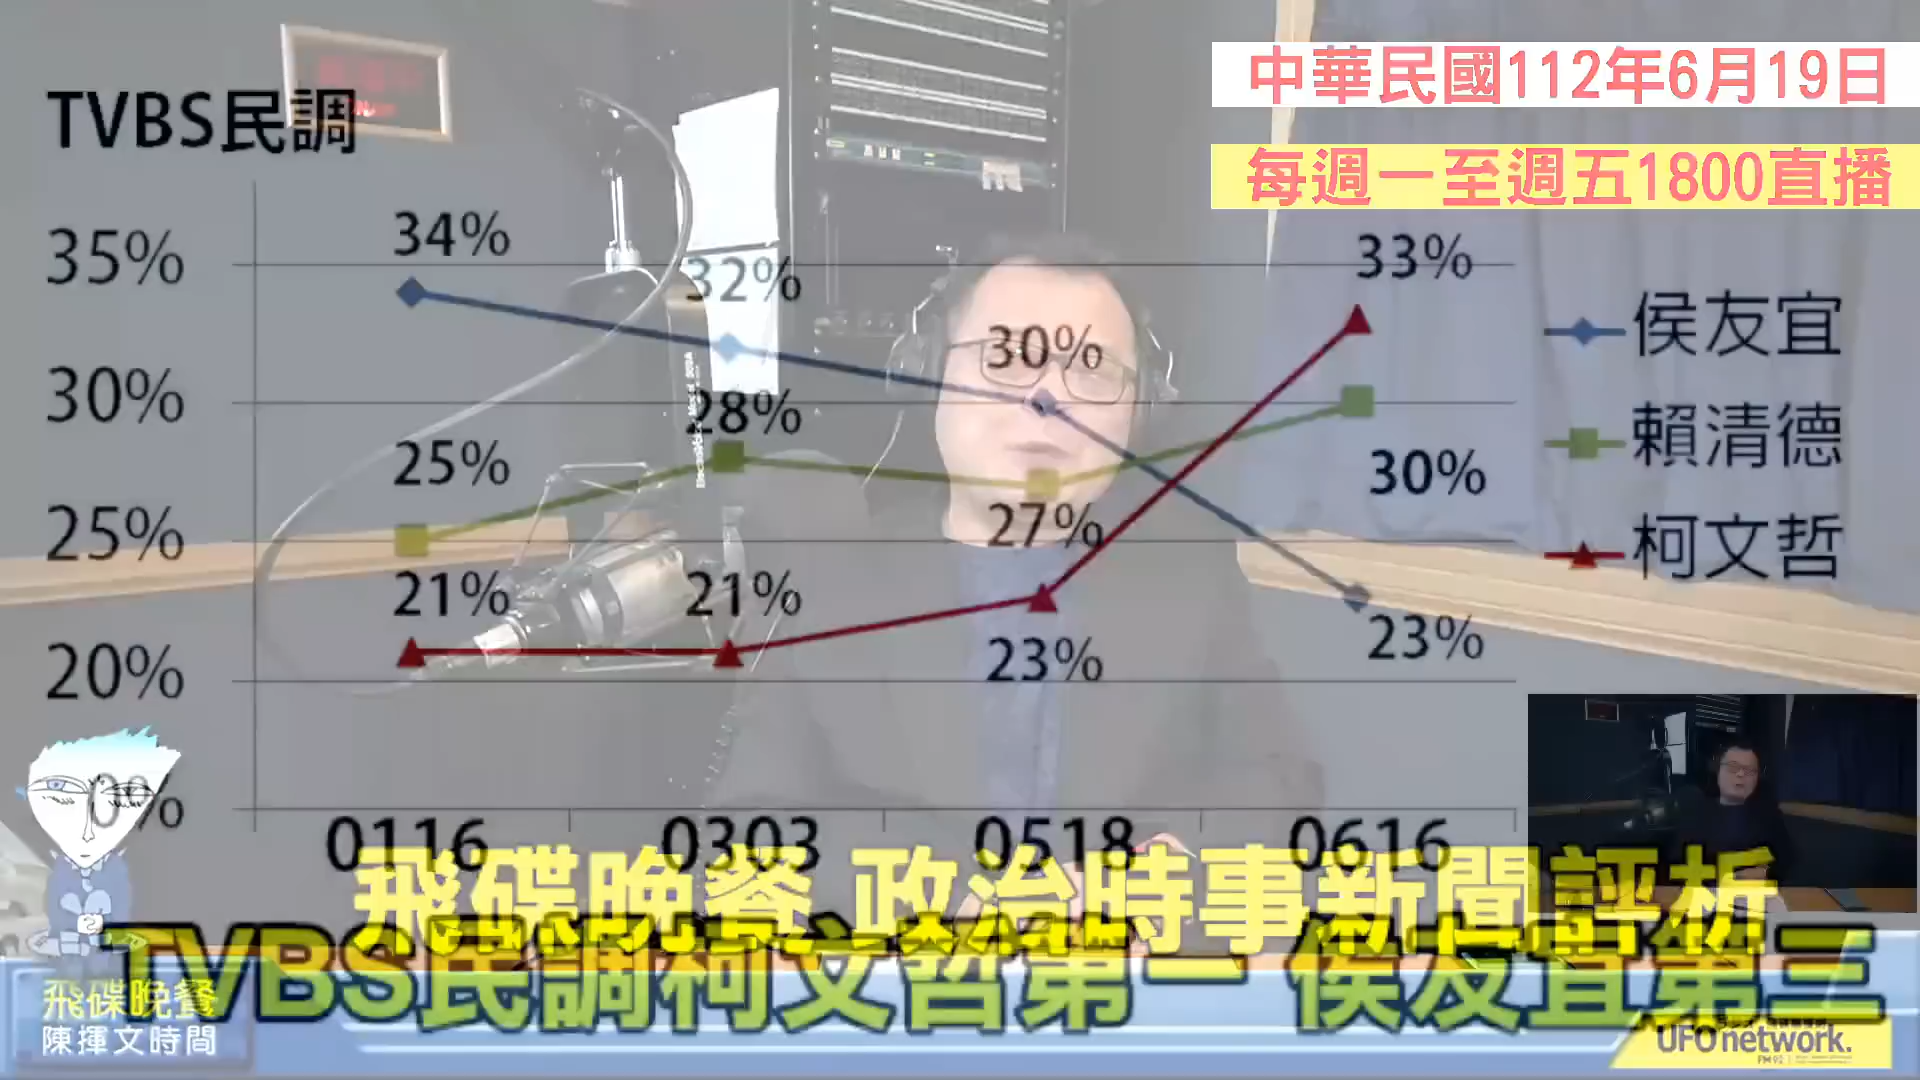 中華民國112年6月19日
每週一至週五1800直播
TVBS民調
35%
30%
25%
20%
0%
34%
32%
30%
23%
25%
28%
27%
30%
21%
21%
23%
33%
侯友宜
賴清德
柯文哲
0116
0303
0518
0616
飛碟晚餐 政治時事新聞評析
TVBS民調柯文哲第一 侯友宜第三
飛碟晚餐
陳揮文時間
UFO network.